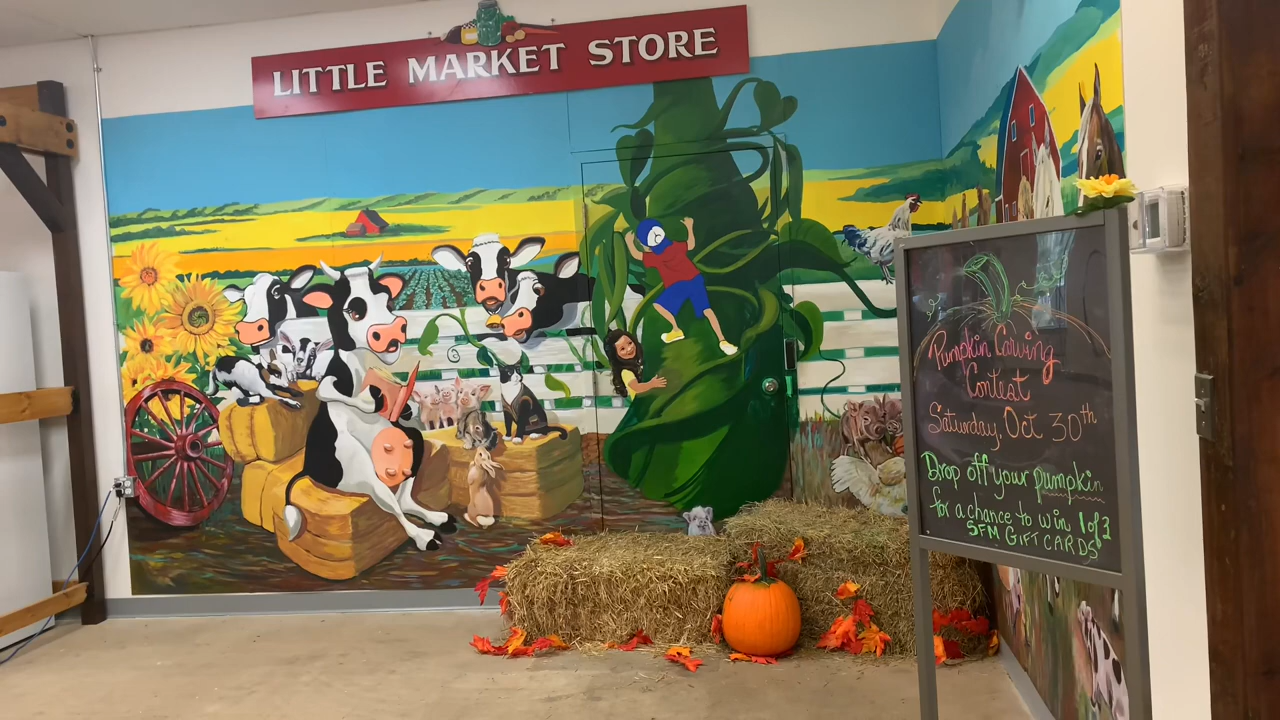 LITTLE MARKET STORE
Pumpkin Carving
Contest
Saturday, Oct 30th
Drop off your pumpkin
for a chance to win 1 of 3
SFM GIFT CARDS